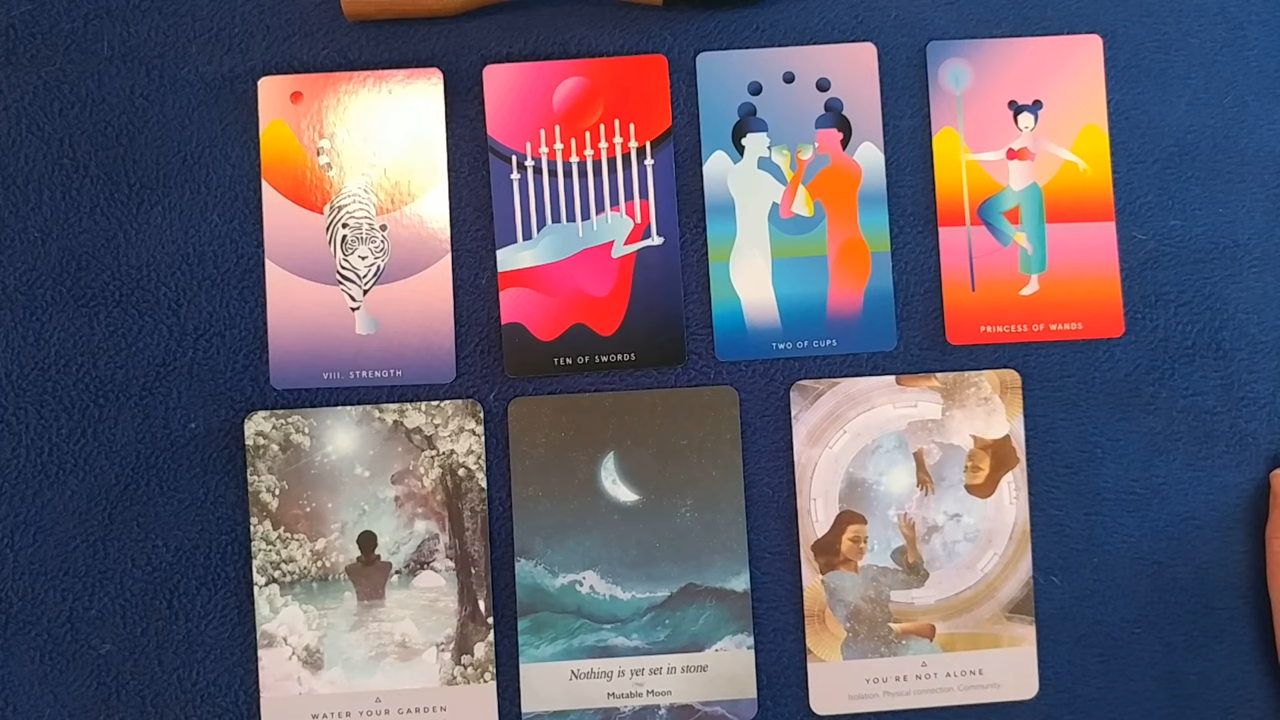 VIII. STRENGTH
TEN OF SWORDS
TWO OF CUPS
PRINCESS OF WANDS
WATER YOUR GARDEN
Nothing is yet set in stone
Mutable Moon
YOU'RE NOT ALONE
Isolation. Physical connection. Community.